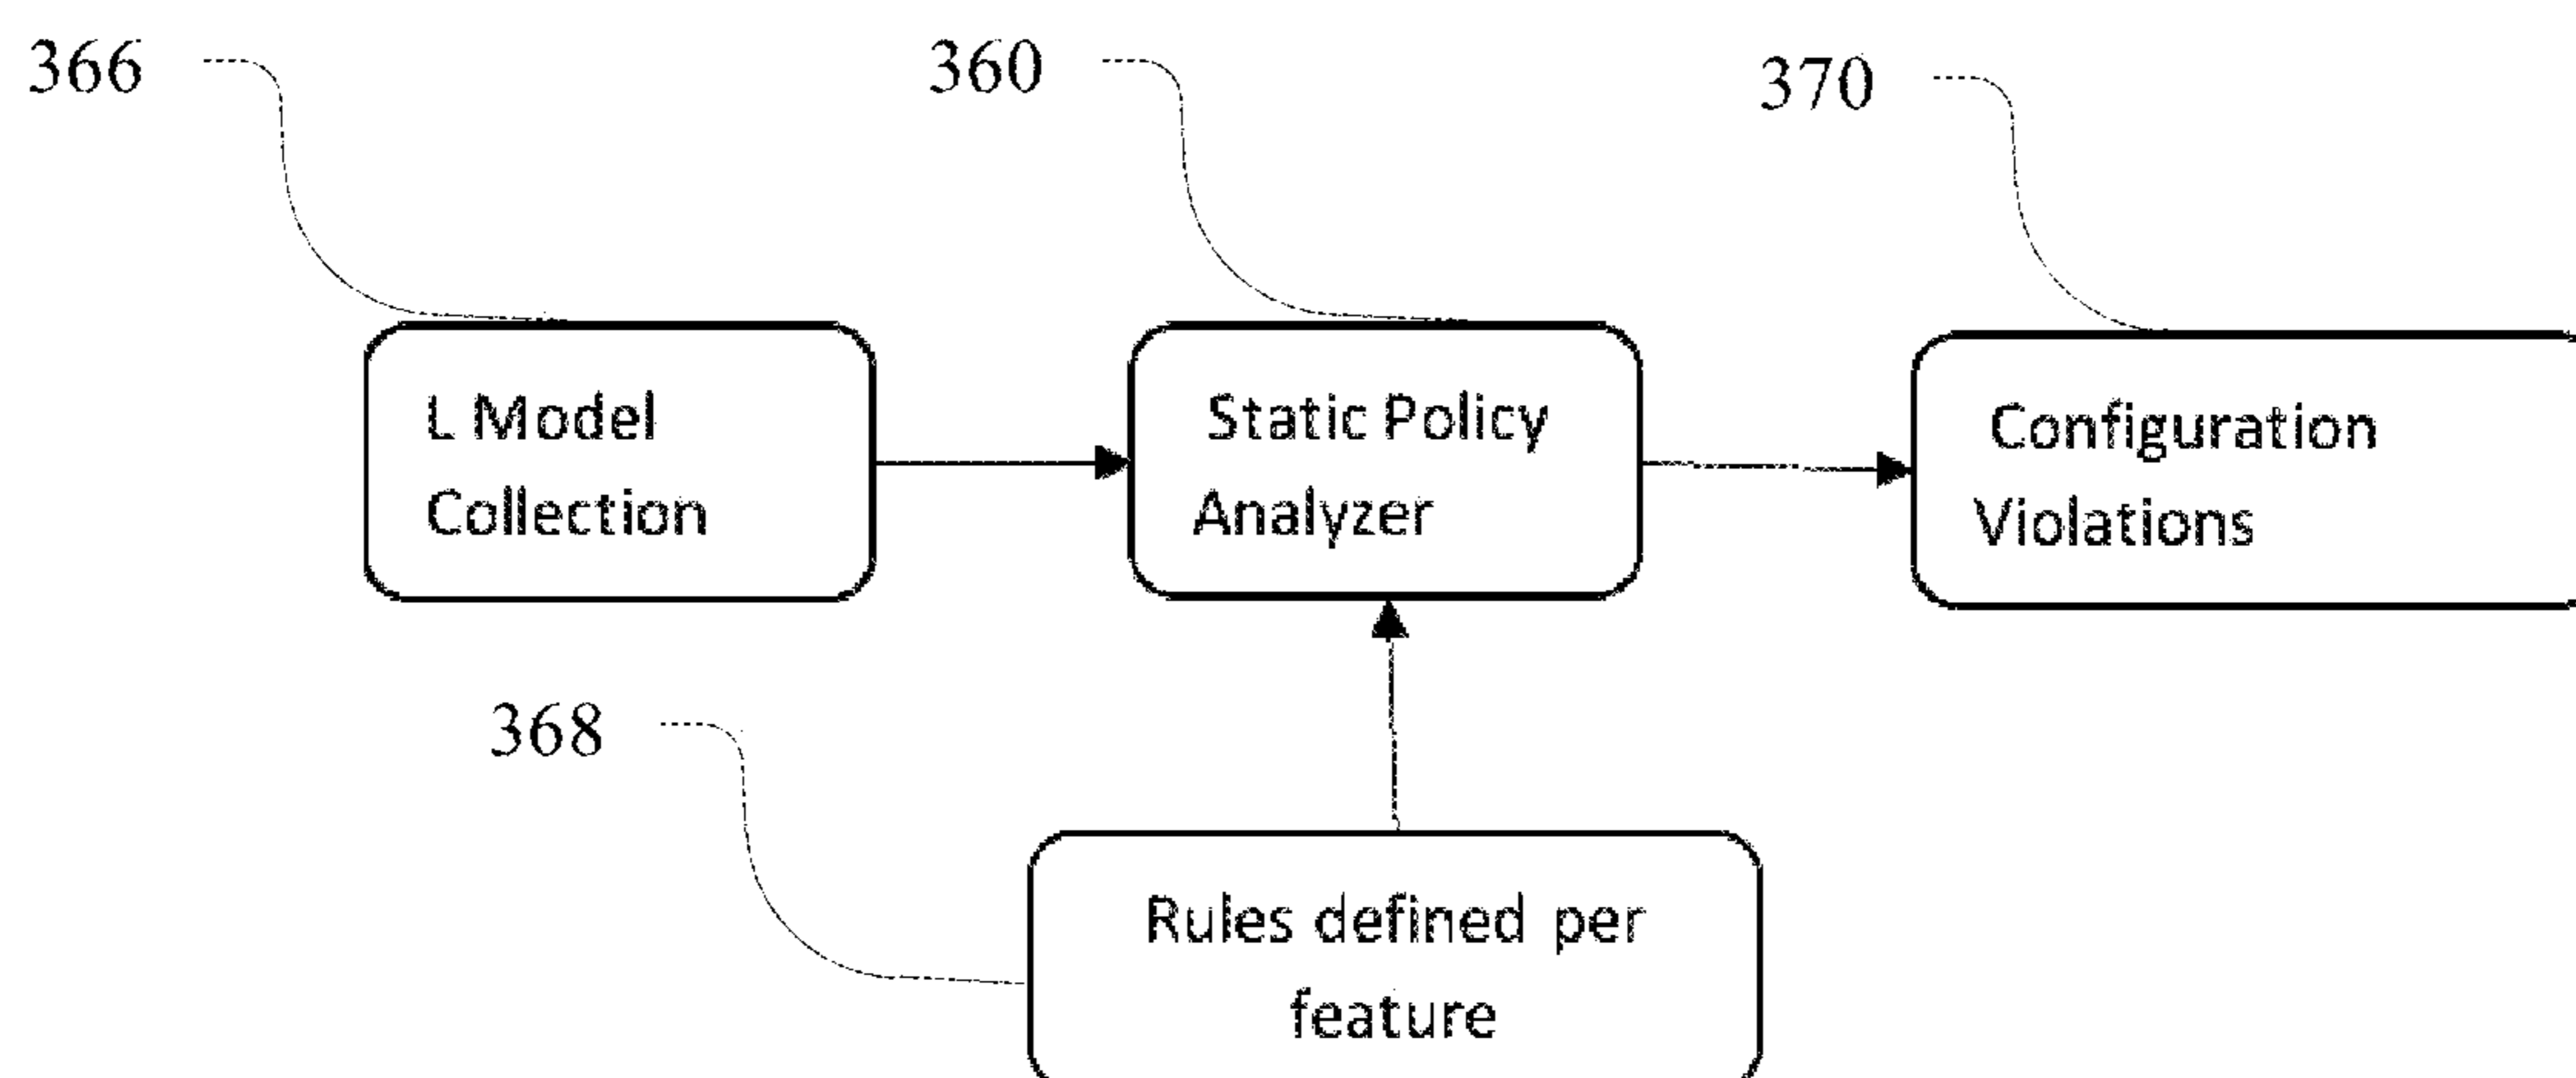 366
360
370
L Model
Collection
Static Policy
Analyzer
Configuration
Violations
368
Rules defined per
feature